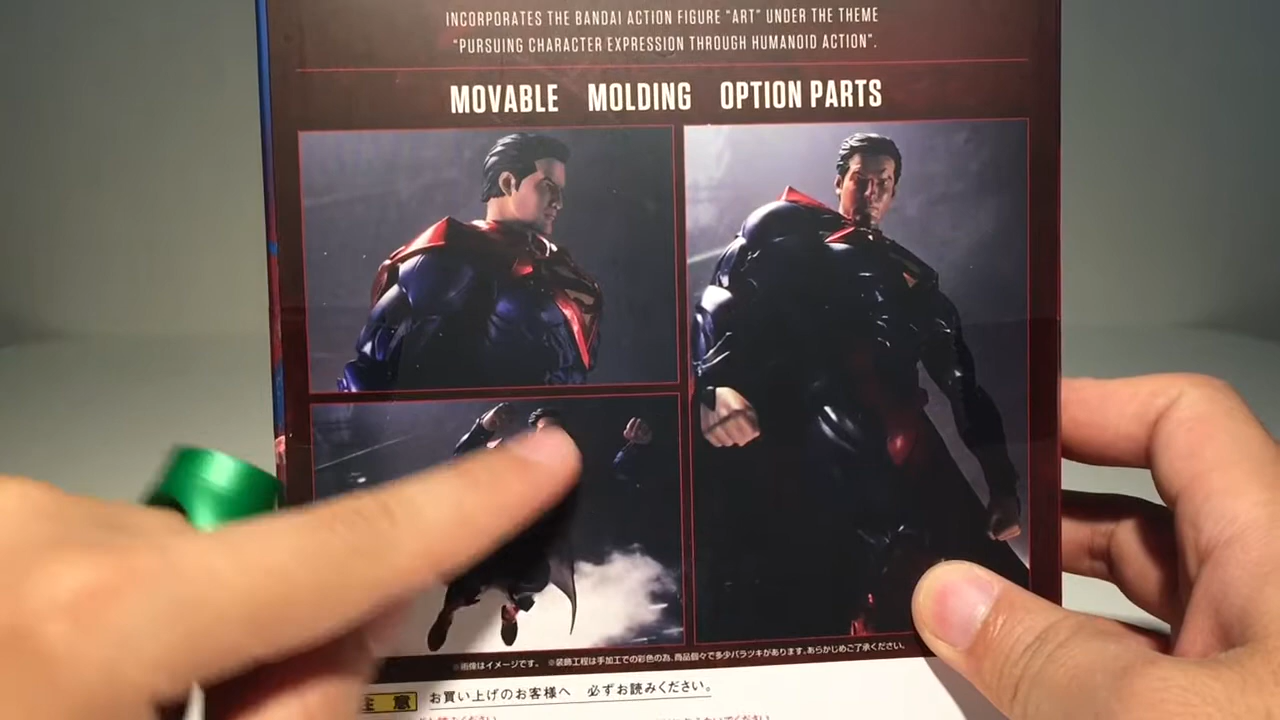 INCORPORATES THE BANDAI ACTION FIGURE "ART" UNDER THE THEME
"PURSUING CHARACTER EXPRESSION THROUGH HUMANOID ACTION".
MOVABLE MOLDING OPTION PARTS
※画像はイメージです。 ※装飾工程は手加工での彩色の為、商品個々で多少バラツキがあります。あらかじめご了承ください。
意 お買い上げのお客様へ 必ずお読みください。